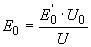 E₀ = E₀' · U₀ / U